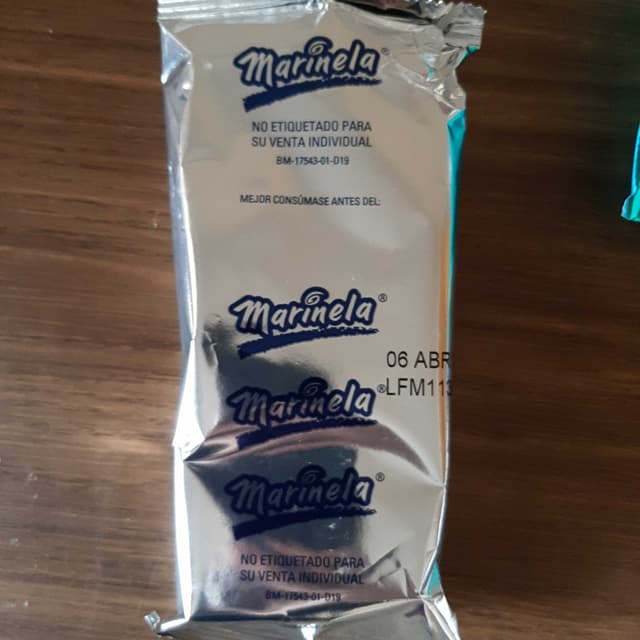 Marinela®
NO ETIQUETADO PARA
SU VENTA INDIVIDUAL
BM-17543-01-D19
MEJOR CONSÚMASE ANTES DEL:
Marinela®
06 ABR
Marinela®
LFM113
Marinela®
NO ETIQUETADO PARA
SU VENTA INDIVIDUAL
BM-17543-01-D19